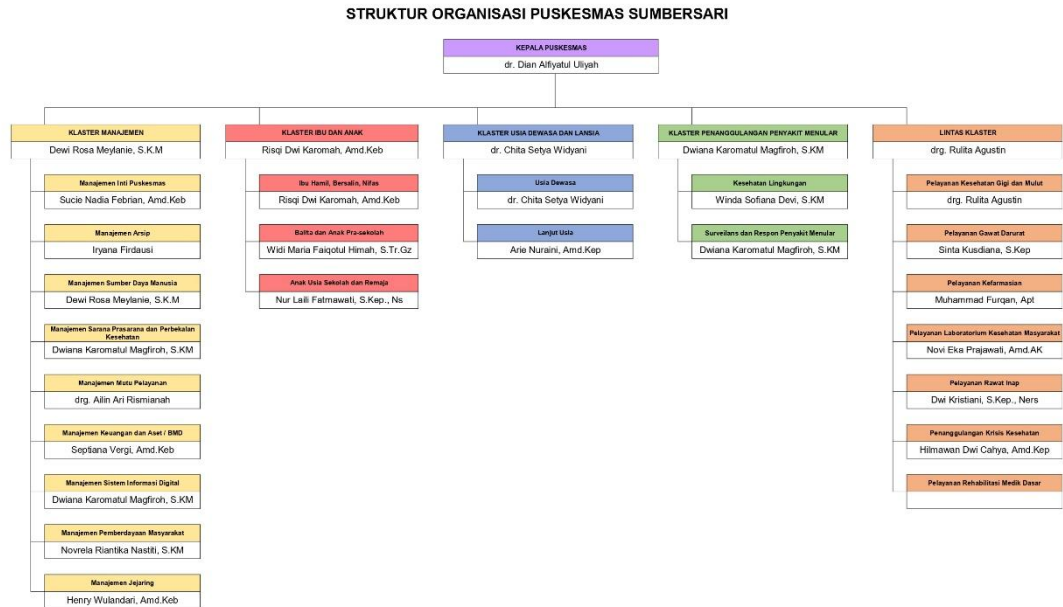 STRUKTUR ORGANISASI PUSKESMAS SUMBERSARI
KEPALA PUSKESMAS
dr. Dian Alfiyatul Uliyah
KLASTER MANAJEMEN
Dewi Rosa Meylanie, S.K.M
Manajemen Inti Puskesmas
Sucie Nadia Febrian, Amd.Keb
Manajemen Arsip
Iryana Firdausi
Manajemen Sumber Daya Manusia
Dewi Rosa Meylanie, S.K.M
Manajemen Sarana Prasarana dan Perbekalan
Kesehatan
Dwiana Karomatul Magfiroh, S.KM
Manajemen Mutu Pelayanan
drg. Ailin Ari Rismianah
Manajemen Keuangan dan Aset / BMD
Septiana Vergi, Amd.Keb
Manajemen Sistem Informasi Digital
Dwiana Karomatul Magfiroh, S.KM
Manajemen Pemberdayaan Masyarakat
Novrela Riantika Nastiti, S.KM
Manajemen Jejaring
Henry Wulandari, Amd.Keb
KLASTER IBU DAN ANAK
Risqi Dwi Karomah, Amd.Keb
Ibu Hamil, Bersalin, Nifas
Risqi Dwi Karomah, Amd.Keb
Balita dan Anak Pra-sekolah
Widi Maria Faiqotul Himah, S.Tr.Gz
Anak Usia Sekolah dan Remaja
Nur Laili Fatmawati, S.Kep., Ns
KLASTER USIA DEWASA DAN LANSIA
dr. Chita Setya Widyani
Usia Dewasa
dr. Chita Setya Widyani
Lanjut Usia
Arie Nuraini, Amd.Kep
KLASTER PENANGGULANGAN PENYAKIT MENULAR
Dwiana Karomatul Magfiroh, S.KM
Kesehatan Lingkungan
Winda Sofiana Devi, S.KM
Surveilans dan Respon Penyakit Menular
Dwiana Karomatul Magfiroh, S.KM
LINTAS KLASTER
drg. Rulita Agustin
Pelayanan Kesehatan Gigi dan Mulut
drg. Rulita Agustin
Pelayanan Gawat Darurat
Sinta Kusdiana, S.Kep
Pelayanan Kefarmasian
Muhammad Furqan, Apt
Pelayanan Laboratorium Kesehatan Masyarakat
Novi Eka Prajawati, Amd.AK
Pelayanan Rawat Inap
Dwi Kristiani, S.Kep., Ners
Penanggulangan Krisis Kesehatan
Hilmawan Dwi Cahya, Amd.Kep
Pelayanan Rehabilitasi Medik Dasar